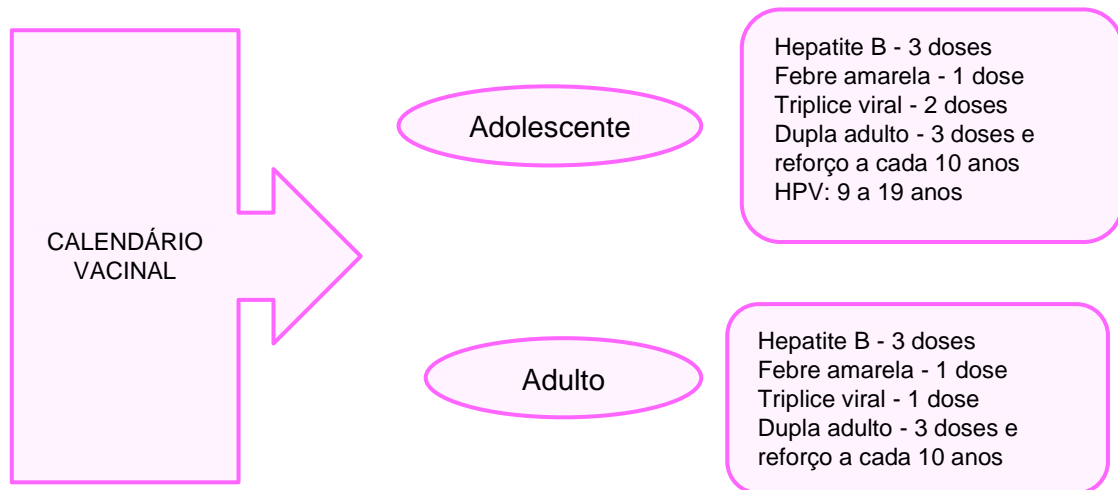 CALENDÁRIO
VACINAL
Adolescente
Hepatite B - 3 doses
Febre amarela - 1 dose
Triplice viral - 2 doses
Dupla adulto - 3 doses e
reforço a cada 10 anos
HPV: 9 a 19 anos
Adulto
Hepatite B - 3 doses
Febre amarela - 1 dose
Triplice viral - 1 dose
Dupla adulto - 3 doses e
reforço a cada 10 anos